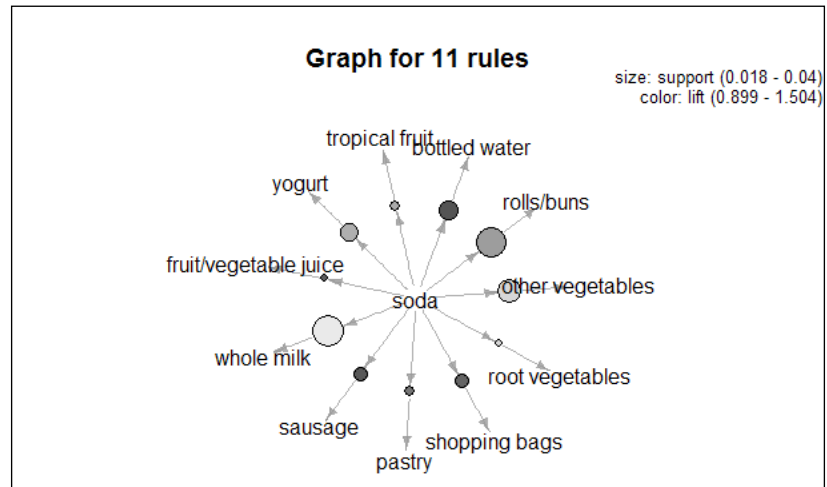 Graph for 11 rules
size: support (0.018 - 0.04)
color: lift (0.899 - 1.504)
tropical fruit
bottled water
yogurt
rolls/buns
fruit/vegetable juice
other vegetables
soda
whole milk
root vegetables
sausage
shopping bags
pastry